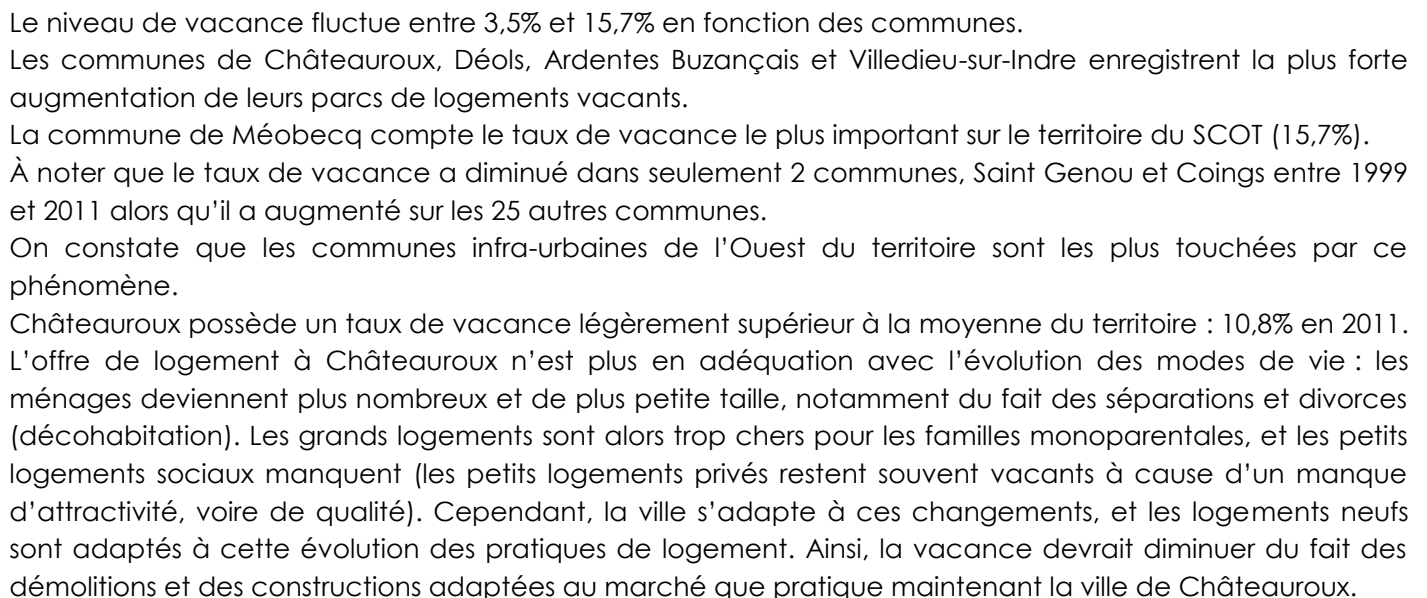 Le niveau de vacance fluctue entre 3,5% et 15,7% en fonction des communes.
Les communes de Châteauroux, Déols, Ardentes Buzançais et Villedieu-sur-Indre enregistrent la plus forte
augmentation de leurs parcs de logements vacants.
La commune de Méobecq compte le taux de vacance le plus important sur le territoire du SCOT (15,7%).
À noter que le taux de vacance a diminué dans seulement 2 communes, Saint Genou et Coings entre 1999
et 2011 alors qu'il a augmenté sur les 25 autres communes.
On constate que les communes infra-urbaines de l'Ouest du territoire sont les plus touchées par ce
phénomène.
Châteauroux possède un taux de vacance légèrement supérieur à la moyenne du territoire : 10,8% en 2011.
L'offre de logement à Châteauroux n'est plus en adéquation avec l'évolution des modes de vie : les
ménages deviennent plus nombreux et de plus petite taille, notamment du fait des séparations et divorces
(décohabitation). Les grands logements sont alors trop chers pour les familles monoparentales, et les petits
logements sociaux manquent (les petits logements privés restent souvent vacants à cause d'un manque
d'attractivité, voire de qualité). Cependant, la ville s'adapte à ces changements, et les logements neufs
sont adaptés à cette évolution des pratiques de logement. Ainsi, la vacance devrait diminuer du fait des
démolitions et des constructions adaptées au marché que pratique maintenant la ville de Châteauroux.